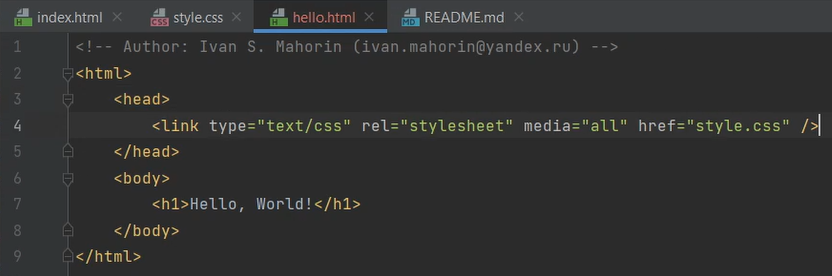 index.html style.css hello.html README.md
1 <!-- Author: Ivan S. Mahorin (ivan.mahorin@yandex.ru) -->
2 <html>
3 <head>
4 <link type="text/css" rel="stylesheet" media="all" href="style.css" />
5 </head>
6 <body>
7 <h1>Hello, World!</h1>
8 </body>
9 </html>